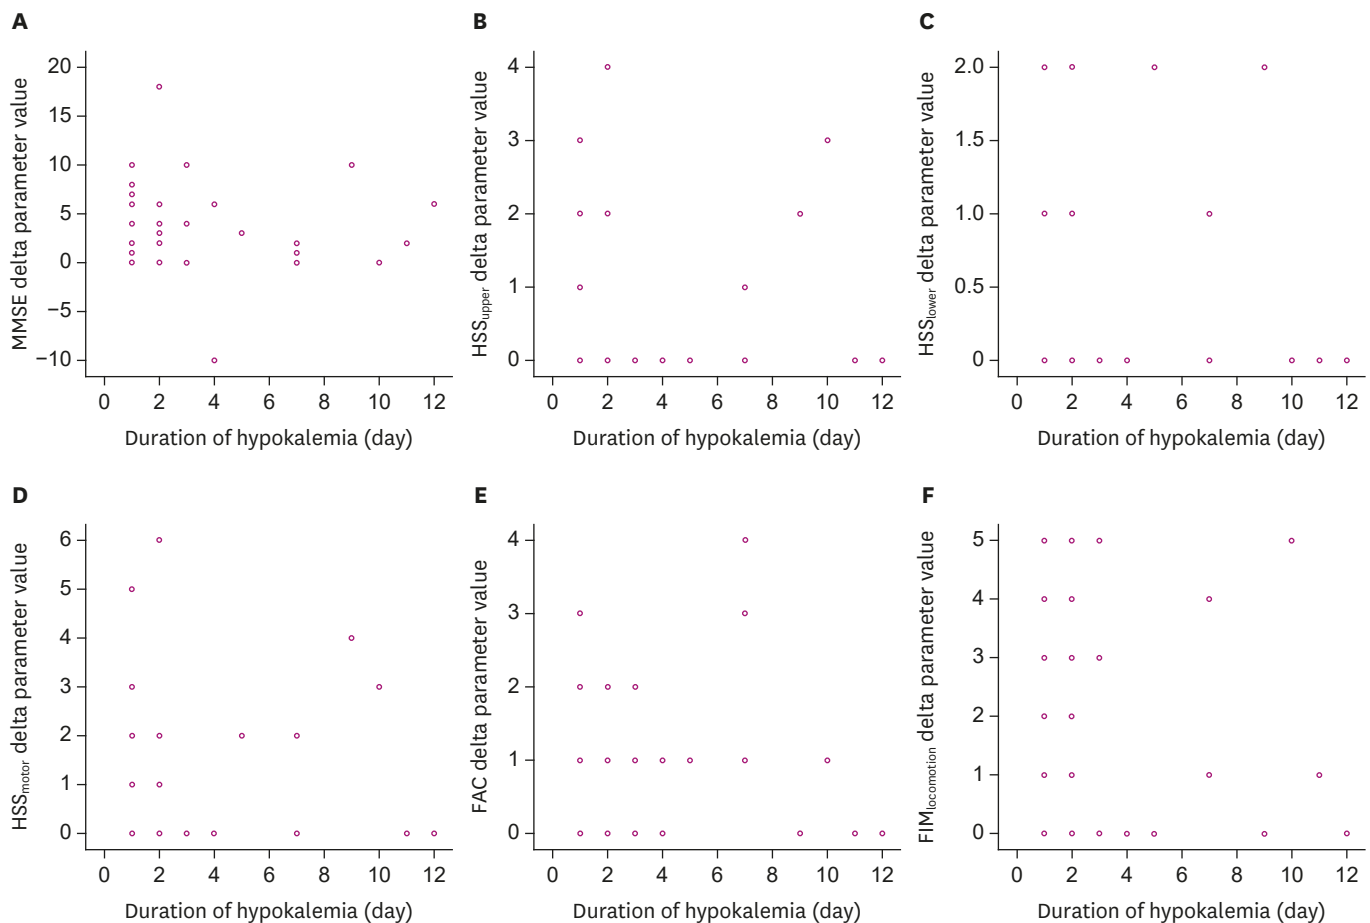 A
MMSE delta parameter value
20
15
10
5
0
−5
−10
0 2 4 6 8 10 12
Duration of hypokalemia (day)
B
HSSupper delta parameter value
4
3
2
1
0
0 2 4 6 8 10 12
Duration of hypokalemia (day)
C
HSSlower delta parameter value
2.0
1.5
1.0
0.5
0
0 2 4 6 8 10 12
Duration of hypokalemia (day)
D
HSSmotor delta parameter value
6
5
4
3
2
1
0
0 2 4 6 8 10 12
Duration of hypokalemia (day)
E
FAC delta parameter value
4
3
2
1
0
0 2 4 6 8 10 12
Duration of hypokalemia (day)
F
FIMlocomotion delta parameter value
5
4
3
2
1
0
0 2 4 6 8 10 12
Duration of hypokalemia (day)